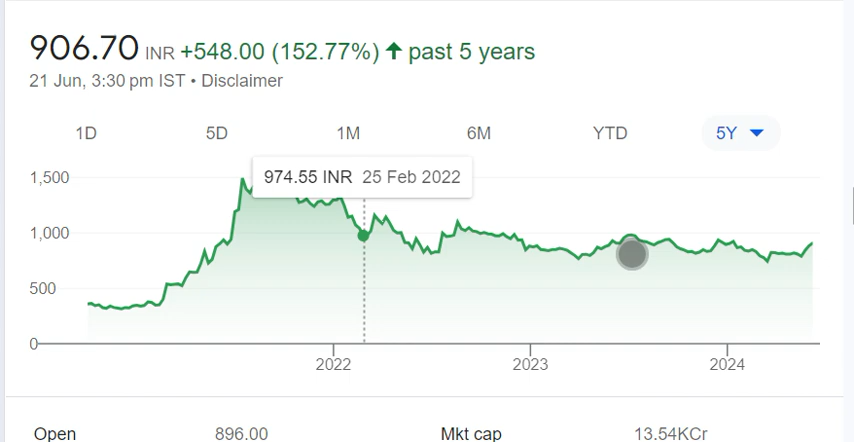 906.70 INR +548.00 (152.77%) ↑ past 5 years
21 Jun, 3:30 pm IST • Disclaimer
1D 5D 1M 6M YTD 5Y
974.55 INR 25 Feb 2022
1,500
1,000
500
0
2022 2023 2024
Open 896.00 Mkt cap 13.54KCr